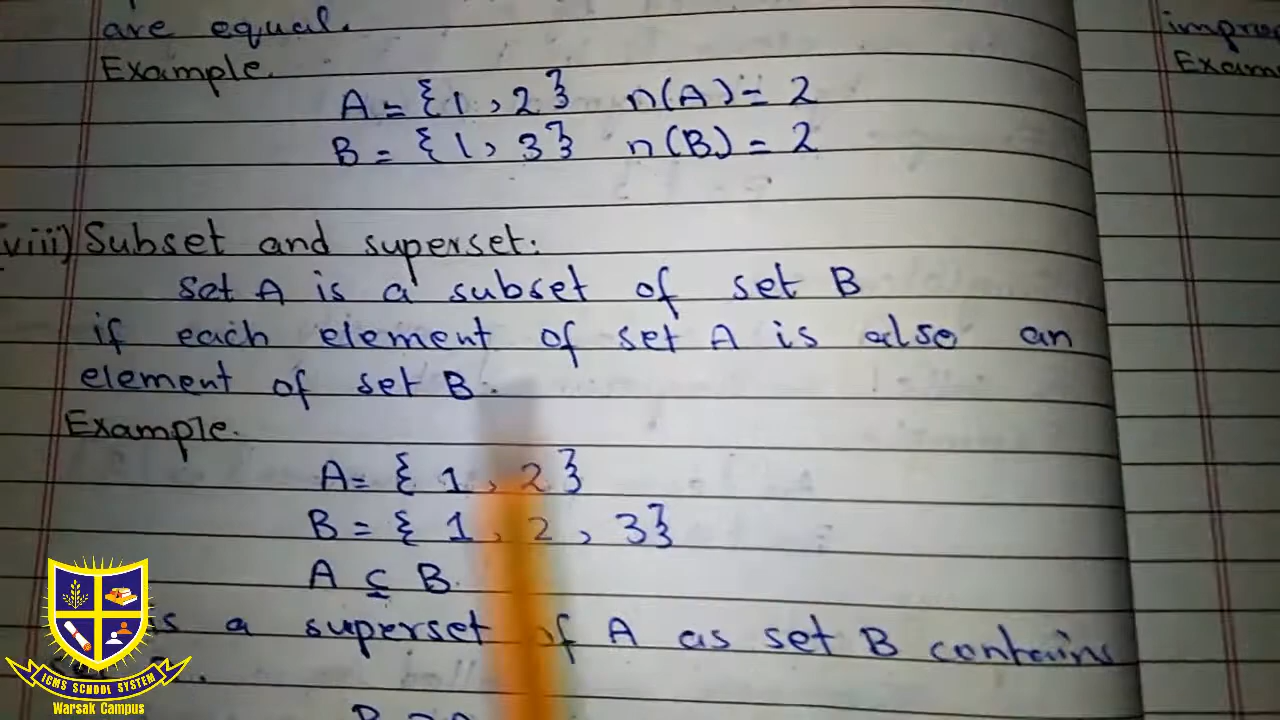 are equal.
Example.
A = {1, 2} n(A) = 2
B = {1, 3} n(B) = 2
viii) Subset and superset:
set A is a subset of set B
if each element of set A is also an
element of set B.
Example.
A = { 1, 2}
B = { 1, 2, 3}
A ⊆ B.
is a superset of A as set B contains
Exam
ICMS SCHOOL SYSTEM
Warsak Campus